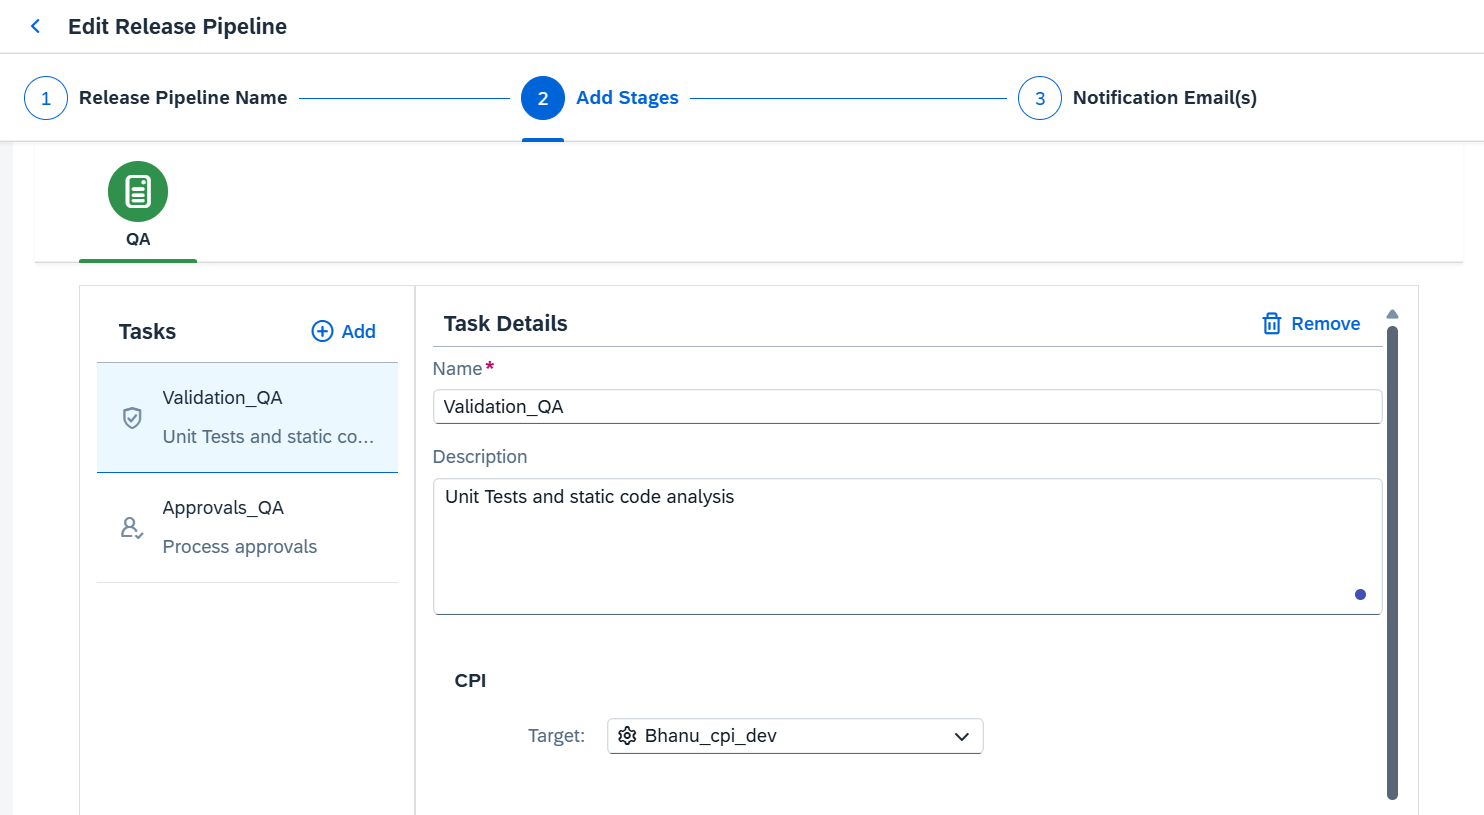 Edit Release Pipeline
1 Release Pipeline Name 2 Add Stages 3 Notification Email(s)
QA
Tasks Add
Validation_QA
Unit Tests and static co...
Approvals_QA
Process approvals
Task Details Remove
Name*
Validation_QA
Description
Unit Tests and static code analysis
CPI
Target: Bhanu_cpi_dev